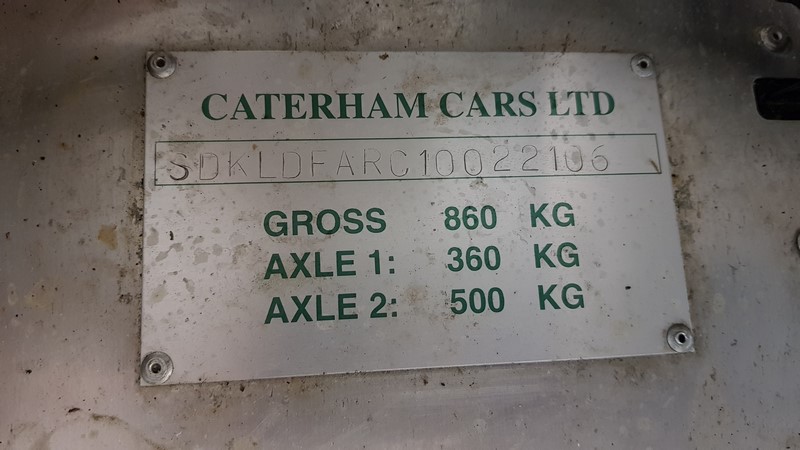 CATERHAM CARS LTD
SDKLDFARC10022106
GROSS 860 KG
AXLE 1: 360 KG
AXLE 2: 500 KG